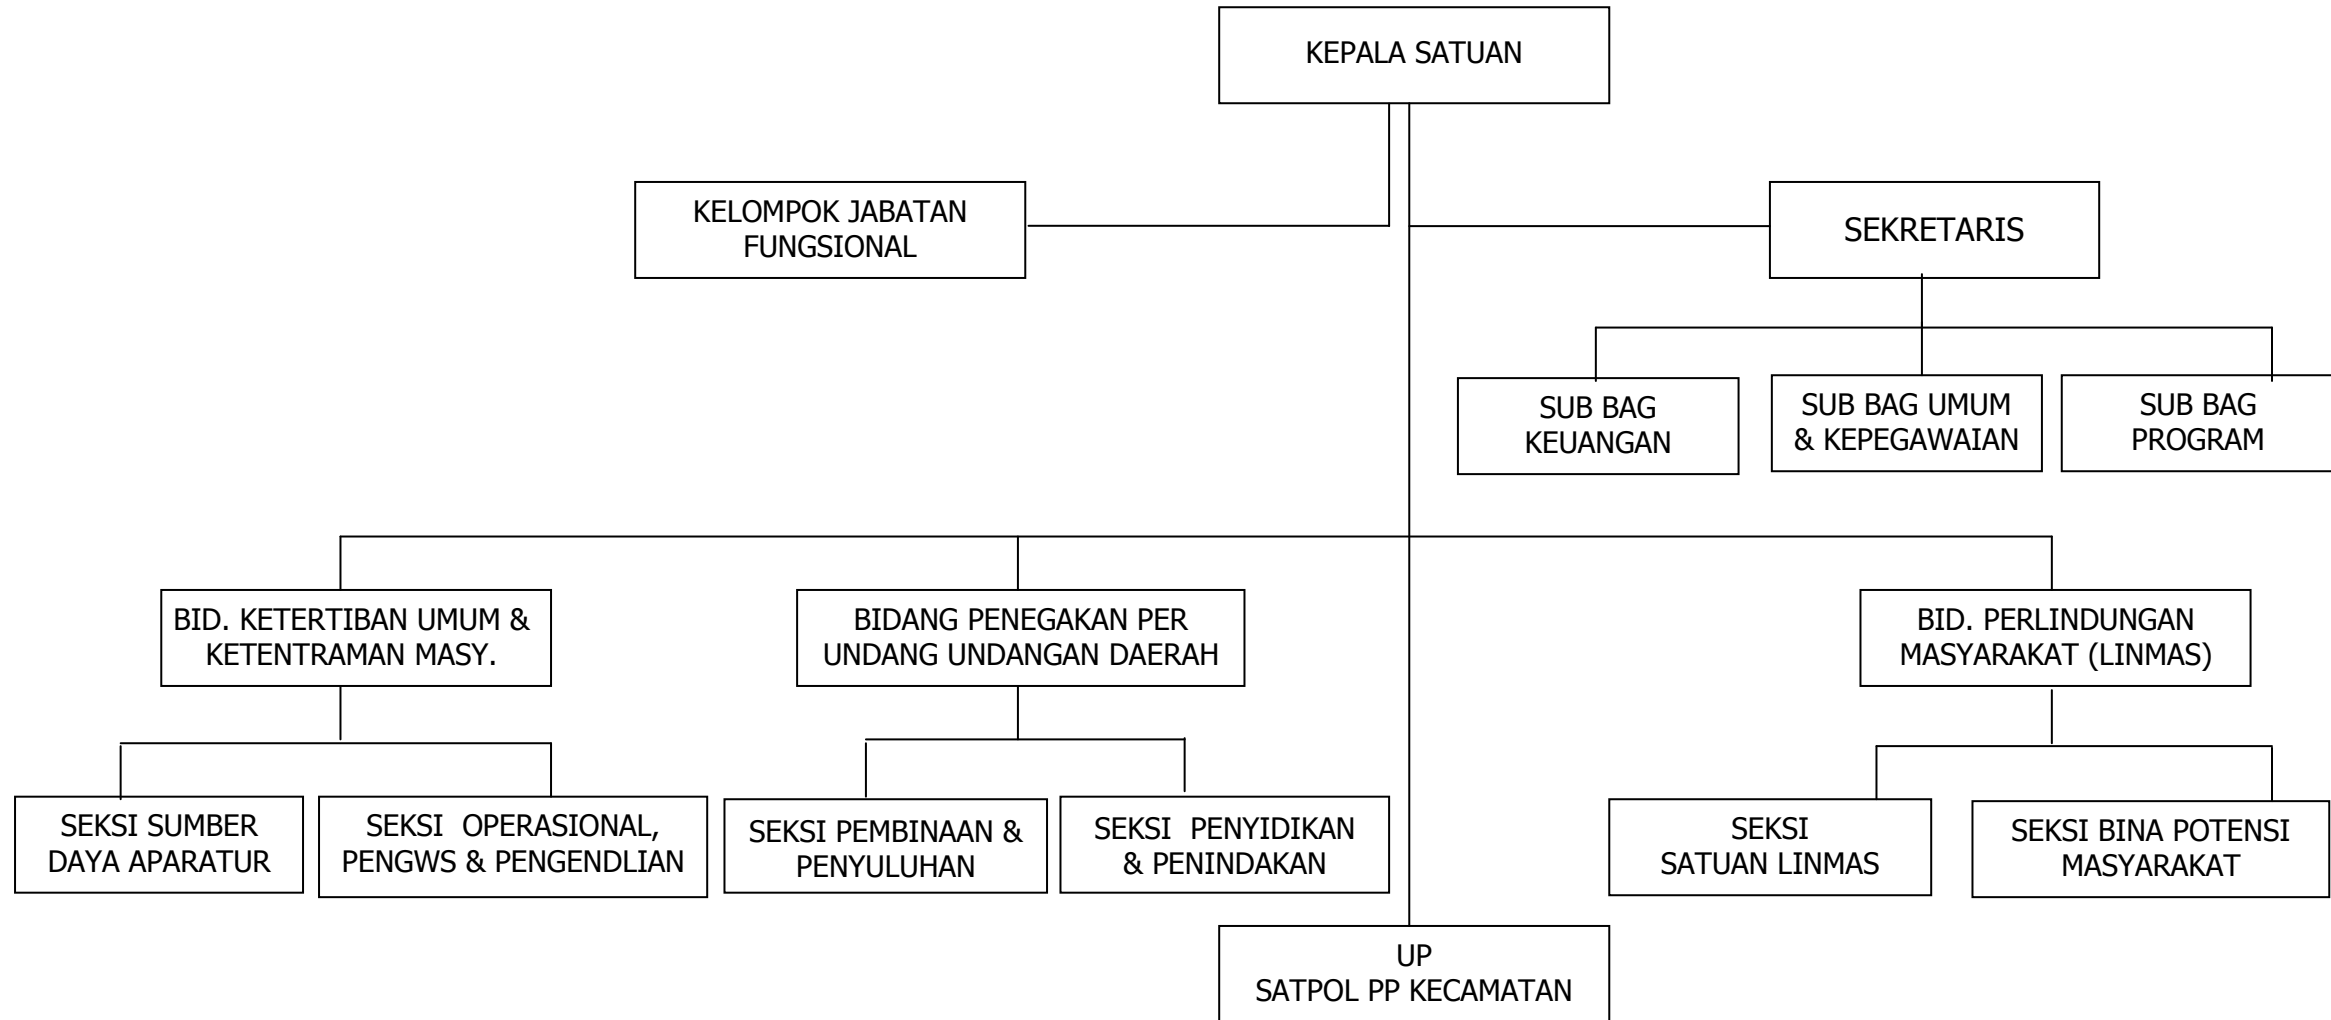 KEPALA SATUAN
KELOMPOK JABATAN
FUNGSIONAL
SEKRETARIS
SUB BAG
KEUANGAN
SUB BAG UMUM
& KEPEGAWAIAN
SUB BAG
PROGRAM
BID. KETERTIBAN UMUM &
KETENTRAMAN MASY.
BIDANG PENEGAKAN PER
UNDANG UNDANGAN DAERAH
BID. PERLINDUNGAN
MASYARAKAT (LINMAS)
SEKSI SUMBER
DAYA APARATUR
SEKSI OPERASIONAL,
PENGWS & PENGENDLIAN
SEKSI PEMBINAAN &
PENYULUHAN
SEKSI PENYIDIKAN
& PENINDAKAN
SEKSI
SATUAN LINMAS
SEKSI BINA POTENSI
MASYARAKAT
UP
SATPOL PP KECAMATAN